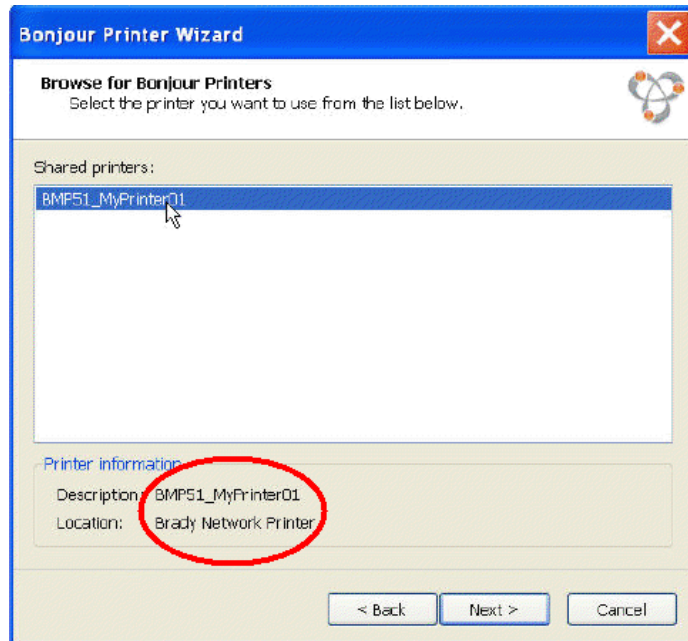 Bonjour Printer Wizard
Browse for Bonjour Printers
Select the printer you want to use from the list below.
Shared printers:
BMP51_MyPrinter01
Printer information
Description: BMP51_MyPrinter01
Location: Brady Network Printer
< Back Next > Cancel